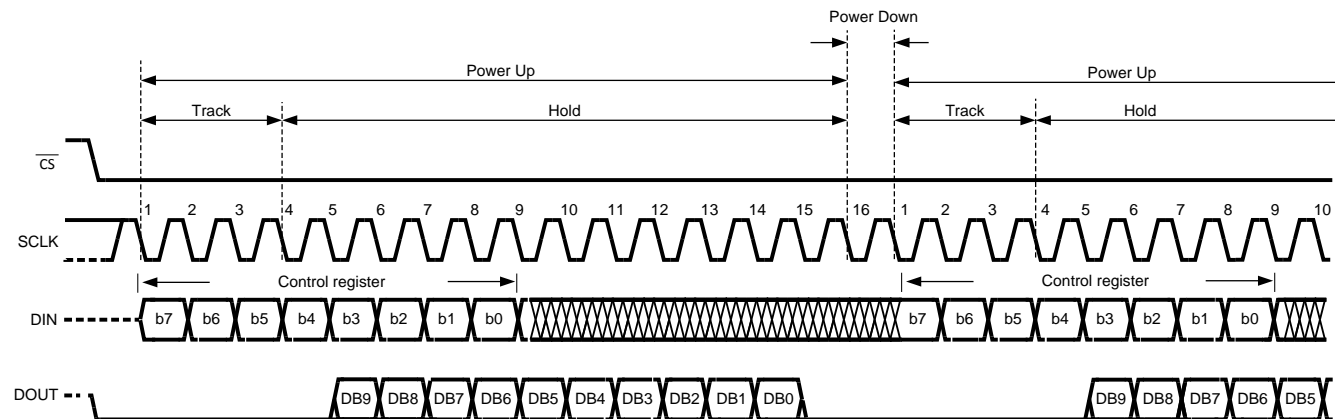 Power Down
Power Up
Power Up
Track Hold Track Hold
CS
1 2 3 4 5 6 7 8 9 10 11 12 13 14 15 16 1 2 3 4 5 6 7 8 9 10
SCLK
Control register Control register
DIN b7 b6 b5 b4 b3 b2 b1 b0 b7 b6 b5 b4 b3 b2 b1 b0
DOUT DB9 DB8 DB7 DB6 DB5 DB4 DB3 DB2 DB1 DB0 DB9 DB8 DB7 DB6 DB5